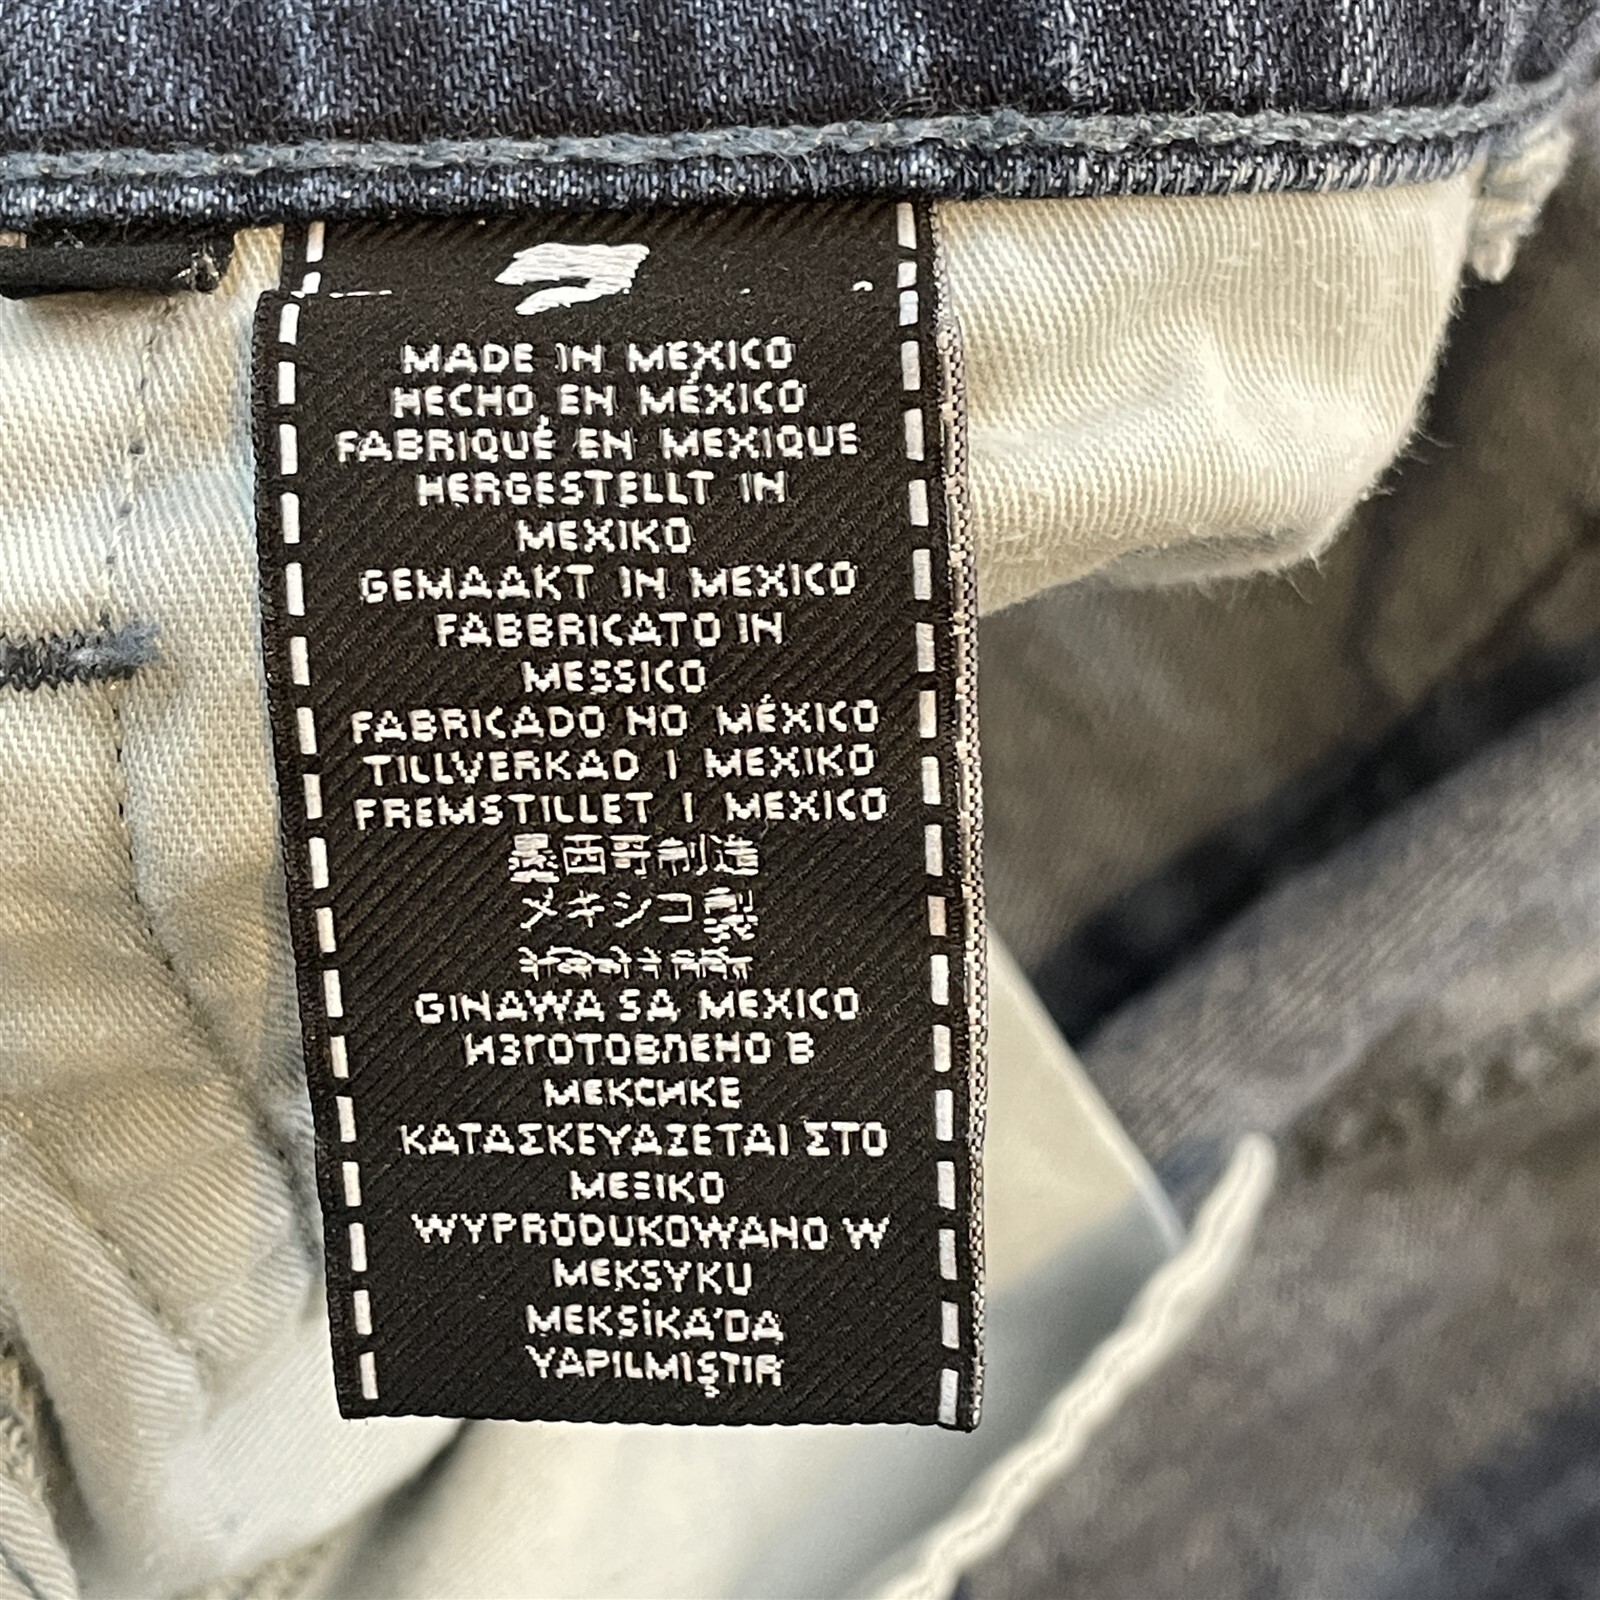 MADE IN MEXICO
HECHO EN MÉXICO
FABRIQUÉ EN MEXIQUE
HERGESTELLT IN
MEXIKO
GEMAAKT IN MEXICO
FABBRICATO IN
MESSICO
FABRICADO NO MÉXICO
TILLVERKAD I MEXIKO
FREMSTILLET I MEXICO
墨西哥制造
メキシコ製
GINAWA SA MEXICO
ИЗГОТОВЛЕНО В
МЕКСИКЕ
ΚΑΤΑΣΚΕΥΑΖΕΤΑΙ ΣΤΟ
ΜΕΞΙΚΟ
WYPRODUKOWANO W
MEKSYKU
MEKSİKA'DA
YAPILMIŞTIR